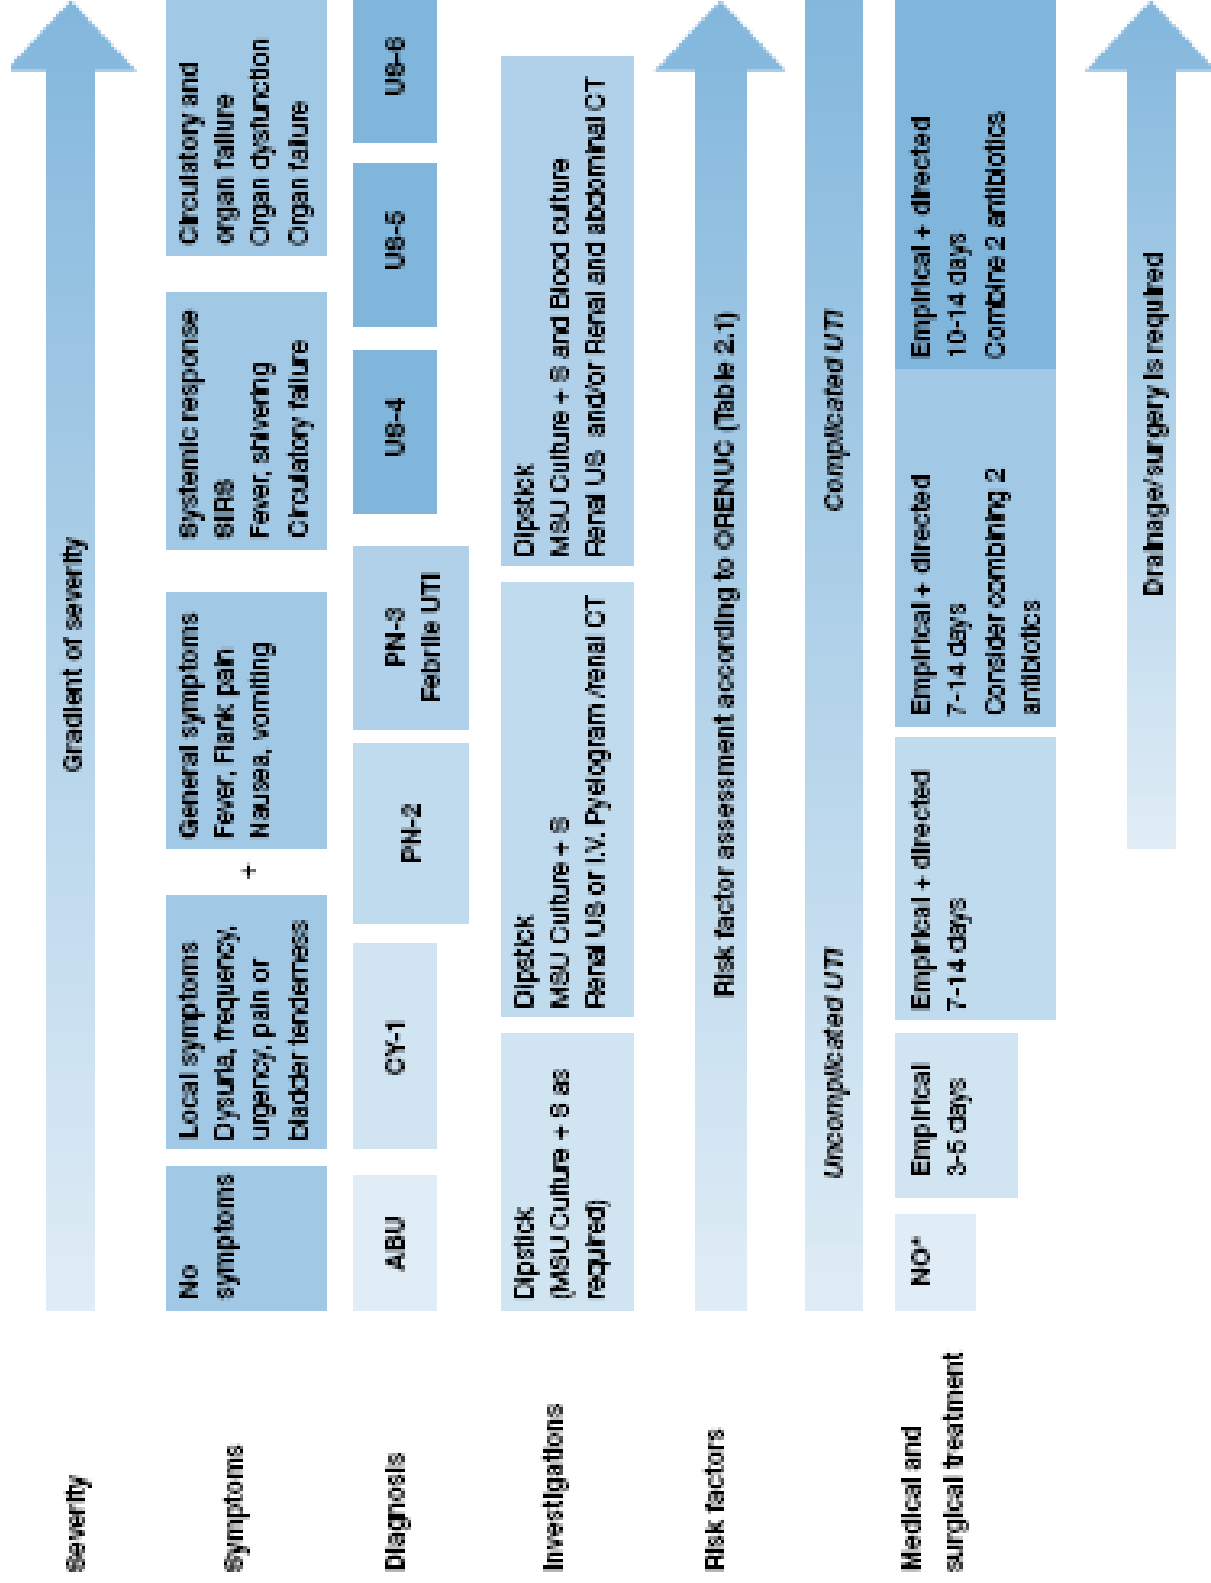 Severity
Gradient of severity
Symptoms
No
symptoms
Local symptoms
Dysuria, frequency,
urgency, pain or
bladder tenderness
+
General symptoms
Fever, Flank pain
Nausea, vomiting
Systemic response
SIRS
Fever, shivering
Circulatory failure
Circulatory and
organ failure
Organ dysfunction
Organ failure
Diagnosis
ABU
CY-1
PN-2
PN-3
Febrile UTI
US-4
US-5
US-6
Investigations
Dipstick
(MSU Culture + S as
required)
Dipstick
MSU Culture + S
Renal US or I.V. Pyelogram /renal CT
Dipstick
MSU Culture + S and Blood culture
Renal US and/or Renal and abdominal CT
Risk factors
Risk factor assessment according to ORENUC (Table 2.1)
Uncomplicated UTI
Complicated UTI
Medical and
surgical treatment
NO*
Empirical
3-5 days
Empirical + directed
7-14 days
Empirical + directed
7-14 days
Consider combining 2
antibiotics
Empirical + directed
10-14 days
Combine 2 antibiotics
Drainage/surgery is required